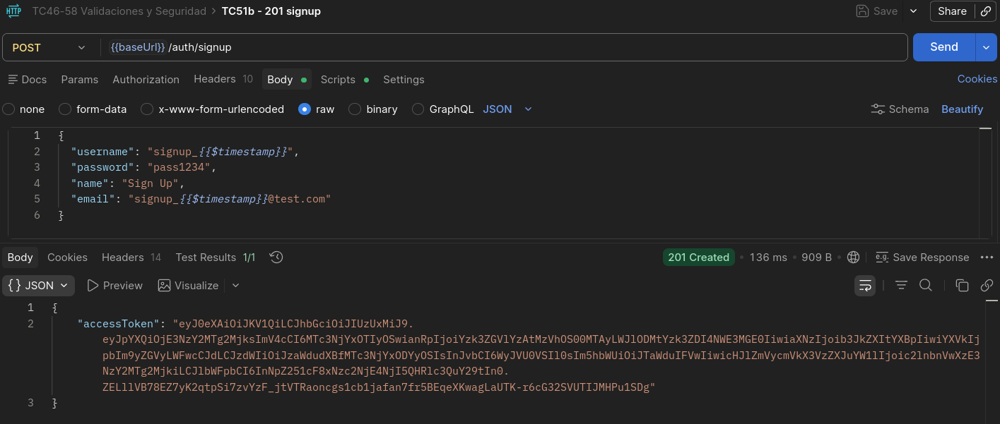 HTTP TC46-58 Validaciones y Seguridad > TC51b - 201 signup Save Share
POST {{baseUrl}} /auth/signup Send
Docs Params Authorization Headers 10 Body Scripts Settings Cookies
none form-data x-www-form-urlencoded raw binary GraphQL JSON Schema Beautify
1 {
2 "username": "signup_{{$timestamp}}",
3 "password": "pass1234",
4 "name": "Sign Up",
5 "email": "signup_{{$timestamp}}@test.com"
6 }
Body Cookies Headers 14 Test Results 1/1 201 Created • 136 ms • 909 B e.g. Save Response
{} JSON Preview Visualize
1 {
2 "accessToken": "eyJ0eXAiOiJKV1QiLCJhbGciOiJIUzUxMiJ9.
eyJpYXQiOjE3NzY2MTg2MjksImV4cCI6MTc3NjYxOTIyOSwianRpIjoiYzk3ZGVlYzAtMzVhOS00MTAyLWJlODMtYzk3ZDI4NWE3MGE0IiwiaXNzIjoib3JkZXItYXBpIiwiYXVkIj
pbIm9yZGVyLWFwcCJdLCJzdWIiOiJzaWdudXBfMTc3NjYxODYyOSIsInJvbCI6WyJVU0VSIl0sIm5hbWUiOiJTaWduIFVwIiwicHJlZmVycmVkX3VzZXJuYW1lIjoic2lnbnVwXzE3
NzY2MTg2MjkiLCJlbWFpbCI6InNpZ251cF8xNzc2NjE4NjI5QHRlc3QuY29tIn0.
ZELllVB78EZ7yK2qtpSi7zvYzF_jtVTRaoncgs1cb1jafan7fr5BEqeXKwagLaUTK-r6cG32SVUTIJMHPu1SDg"
3 }